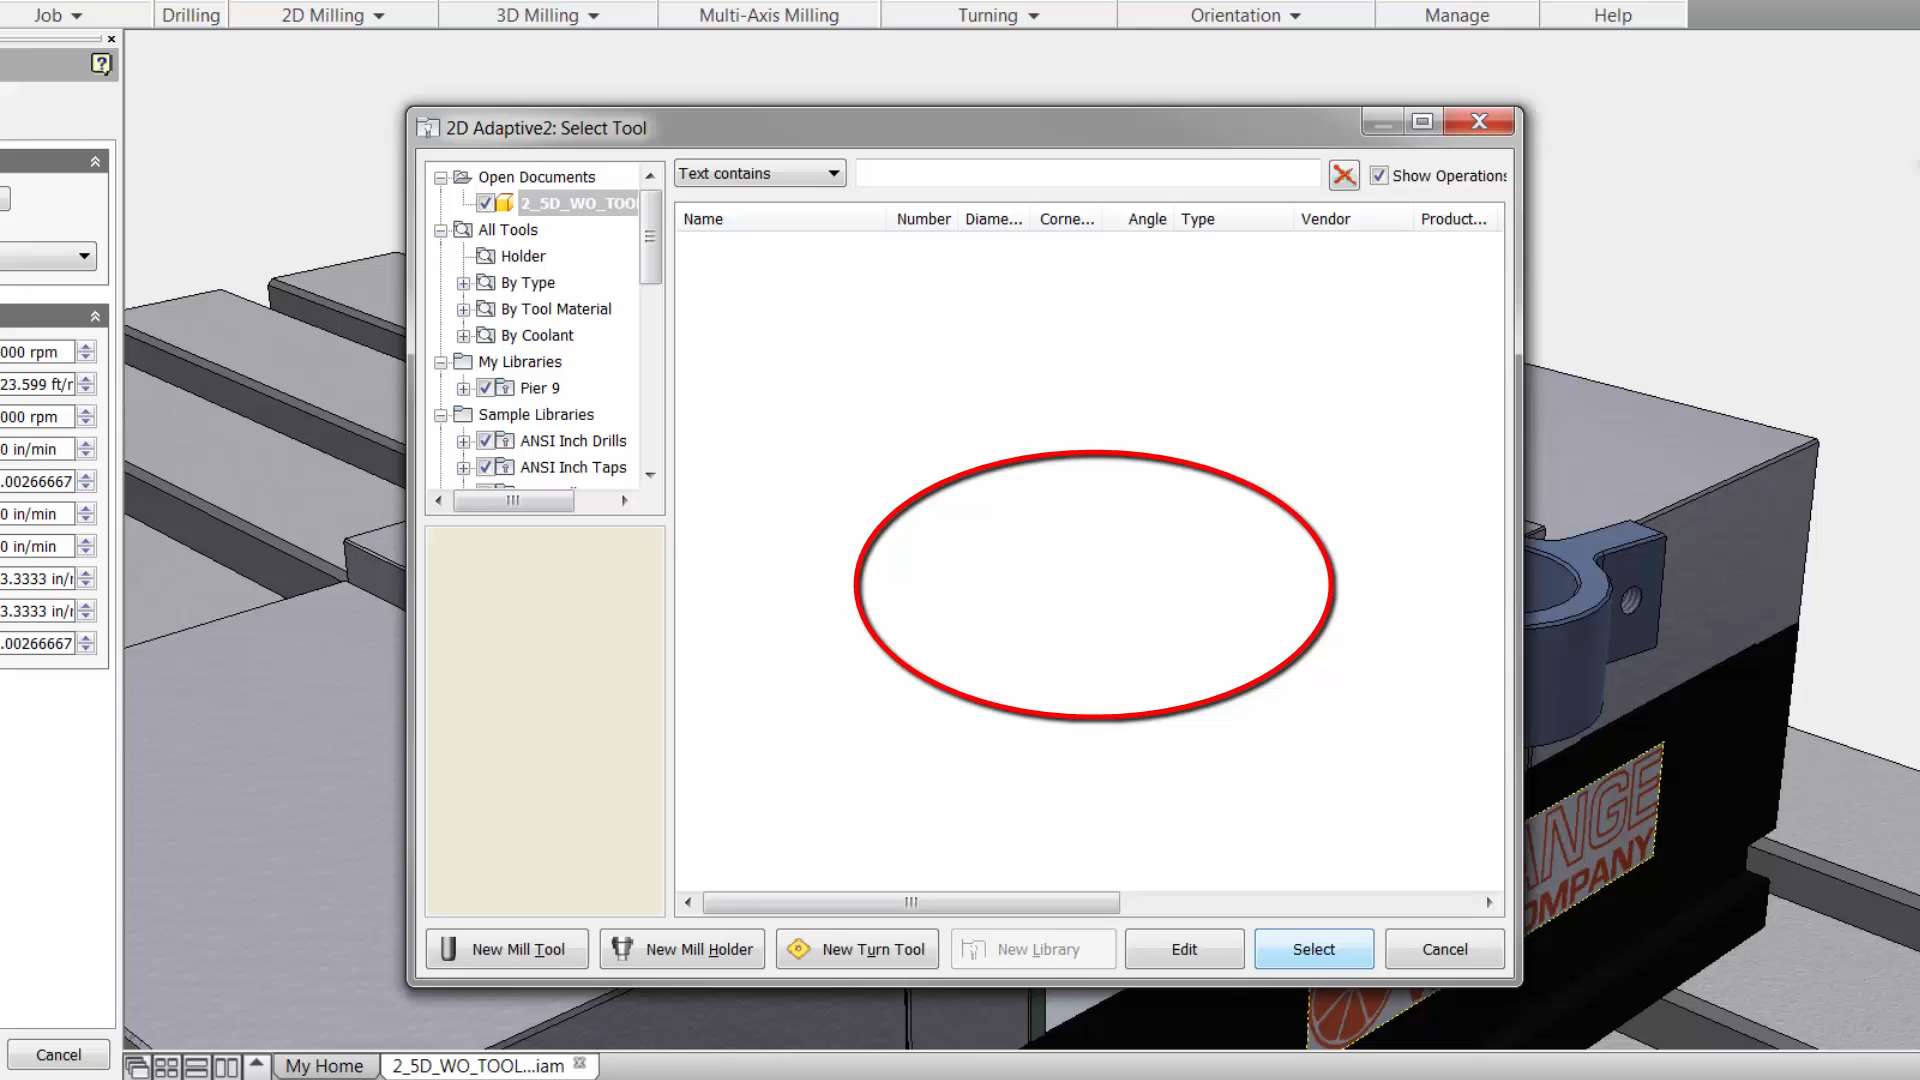 Job
Drilling
2D Milling
3D Milling
Multi-Axis Milling
Turning
Orientation
Manage
Help
000 rpm
23.599 ft/r
000 rpm
0 in/min
.00266667
0 in/min
0 in/min
3.3333 in/r
3.3333 in/r
.00266667
Cancel
2D Adaptive2: Select Tool
Open Documents
2_5D_WO_TOO
All Tools
Holder
By Type
By Tool Material
By Coolant
My Libraries
Pier 9
Sample Libraries
ANSI Inch Drills
ANSI Inch Taps
Text contains
Show Operations
Name Number Diame... Corne... Angle Type Vendor Product...
New Mill Tool
New Mill Holder
New Turn Tool
New Library
Edit
Select
Cancel
ANGE
OMPANY
My Home
2_5D_WO_TOOL...iam